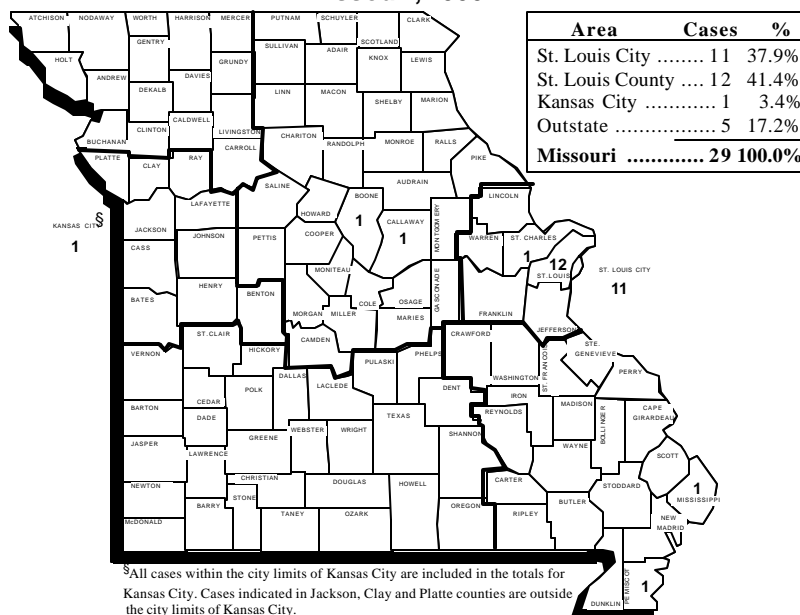 ATCHISON NODAWAY WORTH HARRISON MERCER PUTNAM SCHUYLER CLARK
SCOTLAND
GENTRY SULLIVAN ADAIR
HOLT KNOX LEWIS
GRUNDY
ANDREW DAVIES
DEKALB LINN MACON
SHELBY MARION
CALDWELL
CLINTON LIVINGSTON CHARITON
BUCHANAN CARROLL RANDOLPH MONROE RALLS
PLATTE CLAY RAY PIKE
AUDRAIN
SALINE
LAFAYETTE BOONE LINCOLN
HOWARD 1 CALLAWAY
KANSAS CITY§ JACKSON JOHNSON PETTIS COOPER 1 MONTGOMERY WARREN ST. CHARLES
1 CASS 1 12
MONITEAU ST.LOUIS ST. LOUIS CITY
11
HENRY BENTON COLE OSAGE GASCONADE
BATES MORGAN MILLER MARIES FRANKLIN
ST.CLAIR CAMDEN CRAWFORD JEFFERSON
STE. GENEVIEVE
VERNON HICKORY PULASKI PHELPS ST. FRANCOIS
DALLAS LACLEDE WASHINGTON PERRY
CEDAR POLK DENT IRON
BARTON DADE TEXAS REYNOLDS MADISON BOLLINGER CAPE GIRARDEAU
JASPER GREENE WEBSTER WRIGHT SHANNON WAYNE
LAWRENCE SCOTT
NEWTON CHRISTIAN DOUGLAS HOWELL CARTER STODDARD 1
STONE BUTLER MISSISSIPPI
BARRY TANEY OZARK OREGON RIPLEY NEW MADRID
McDONALD
PEMISCOT 1
DUNKLIN
Area Cases %
St. Louis City ........ 11 37.9%
St. Louis County .... 12 41.4%
Kansas City ............ 1 3.4%
Outstate ................. 5 17.2%
Missouri ............. 29 100.0%
§All cases within the city limits of Kansas City are included in the totals for
Kansas City. Cases indicated in Jackson, Clay and Platte counties are outside
the city limits of Kansas City.